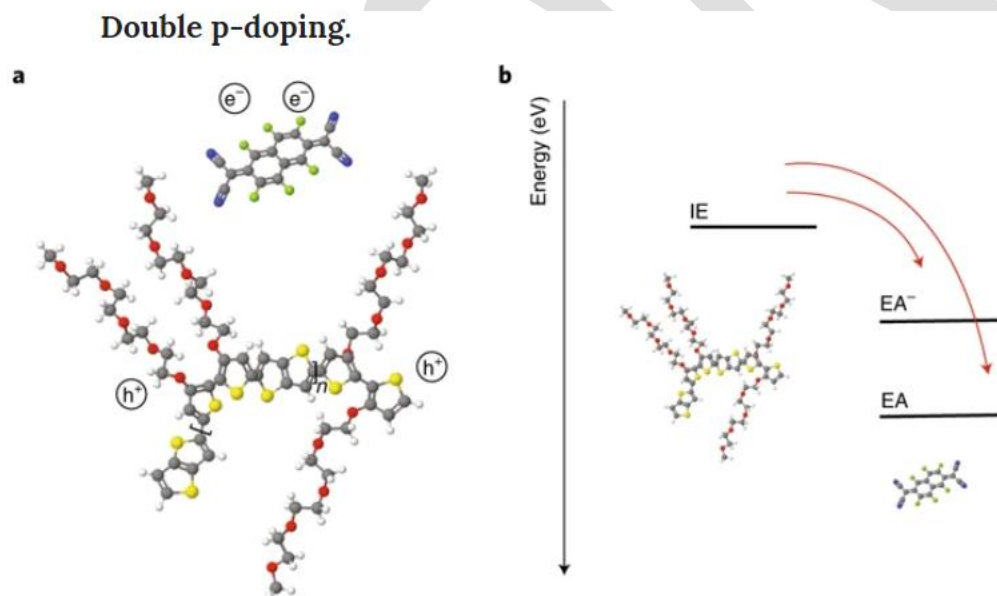 Double p-doping.
a
e⁻
e⁻
h⁺
h⁺
n
b
Energy (eV)
IE
EA⁻
EA